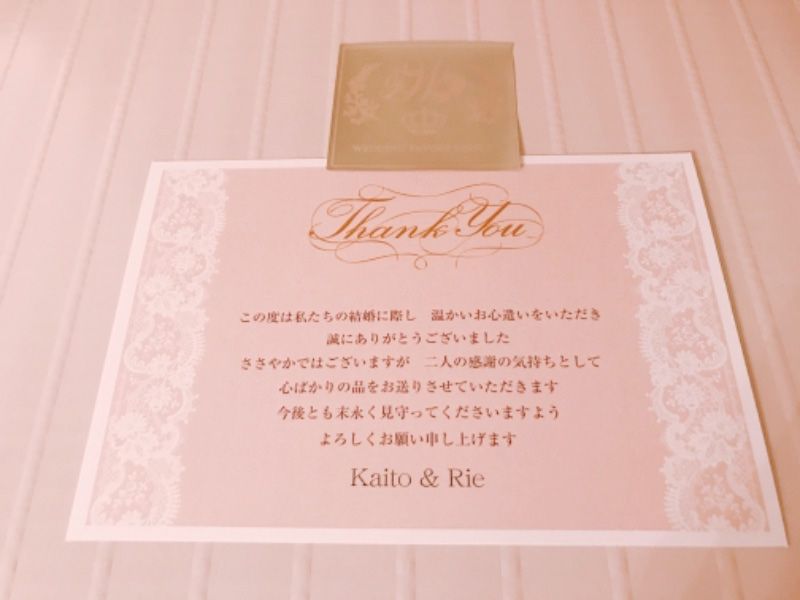 Thank You
この度は私たちの結婚に際し 温かいお心遣いをいただき
誠にありがとうございました
ささやかではございますが 二人の感謝の気持ちとして
心ばかりの品をお送りさせていただきます
今後とも末永く見守ってくださいますよう
よろしくお願い申し上げます
Kaito & Rie